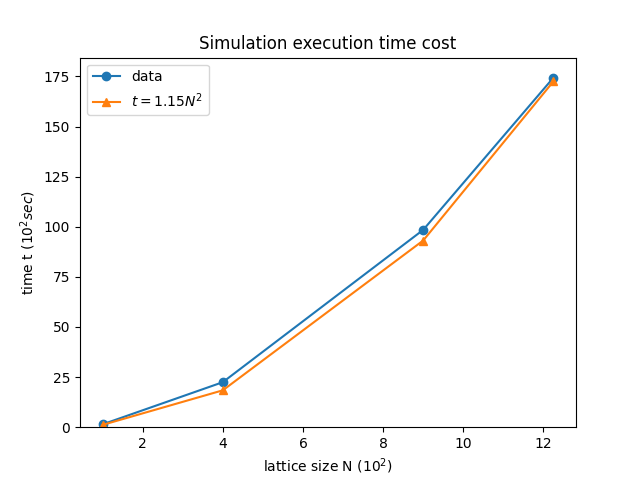 Simulation execution time cost
data
t = 1.15N²
time t (10²sec)
175
150
125
100
75
50
25
0
2 4 6 8 10 12
lattice size N (10²)